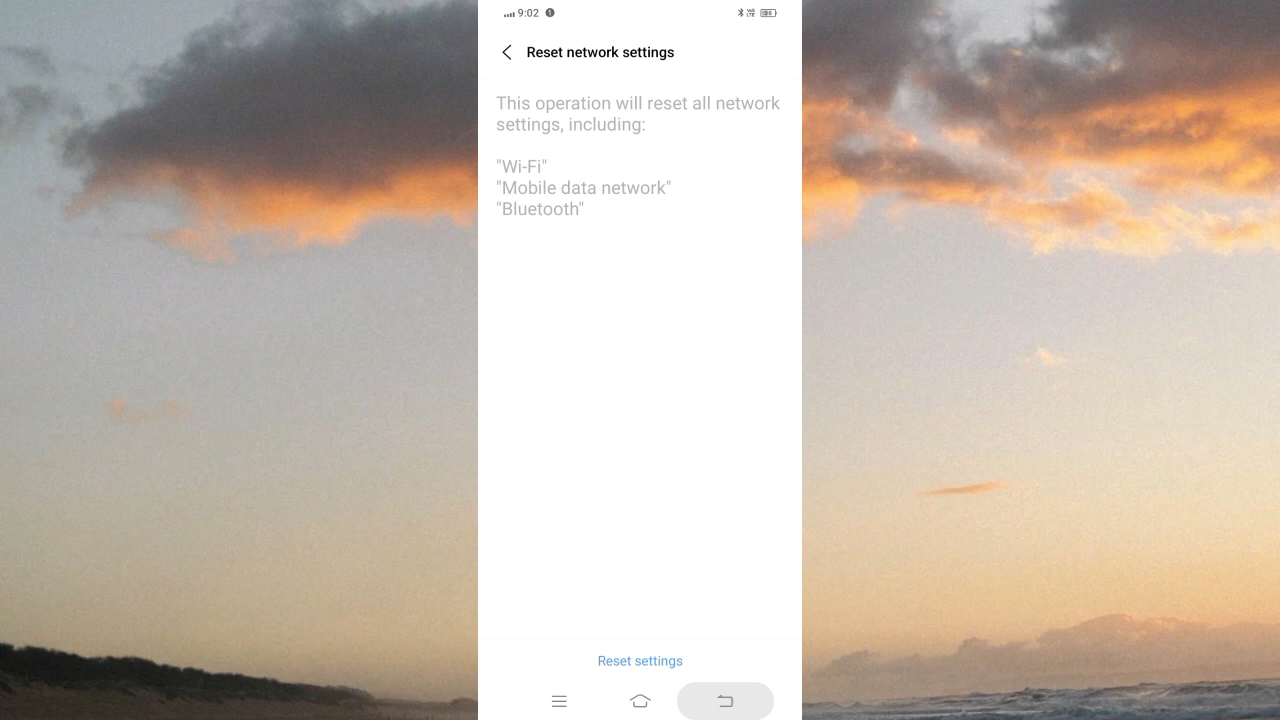 9:02
Reset network settings
This operation will reset all network
settings, including:
"Wi-Fi"
"Mobile data network"
"Bluetooth"
Reset settings